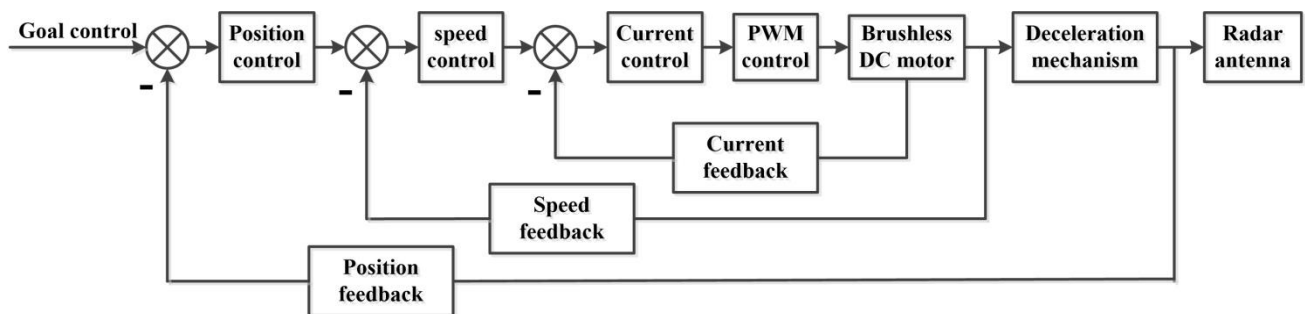 Goal control
Position
control
speed
control
Current
control
PWM
control
Brushless
DC motor
Deceleration
mechanism
Radar
antenna
-
-
-
Current
feedback
Speed
feedback
Position
feedback